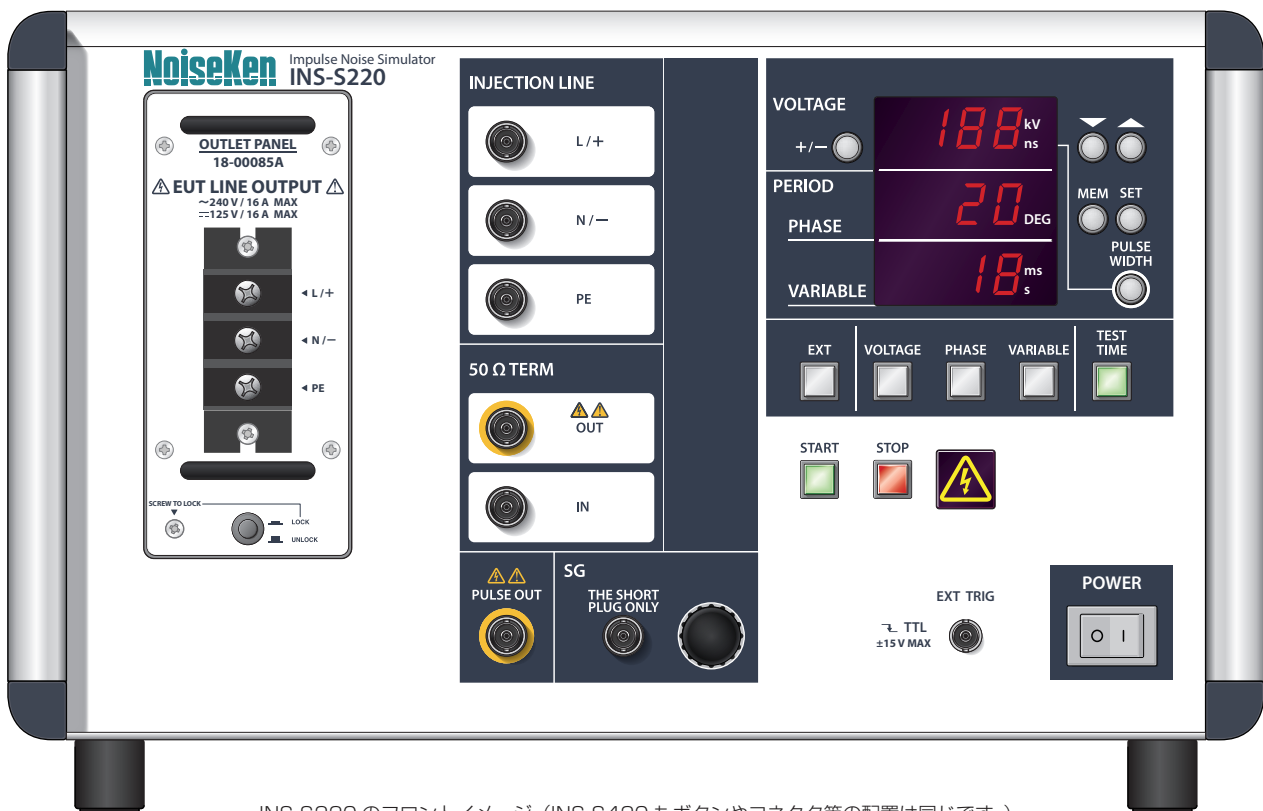 NoiseKen
Impulse Noise Simulator
INS-S220
OUTLET PANEL
18-00085A
EUT LINE OUTPUT
~240 V / 16 A MAX
⎓125 V / 16 A MAX
◀ L/+
◀ N/−
◀ PE
SCREW TO LOCK
▼
LOCK
UNLOCK
INJECTION LINE
L/+
N/−
PE
50 Ω TERM
OUT
IN
PULSE OUT
SG
THE SHORT
PLUG ONLY
VOLTAGE
+/−
188 kV
ns
PERIOD
PHASE
20 DEG
VARIABLE
18 ms
s
MEM SET
PULSE
WIDTH
EXT
VOLTAGE
PHASE
VARIABLE
TEST
TIME
START
STOP
EXT TRIG
TTL
±15 V MAX
POWER
O I